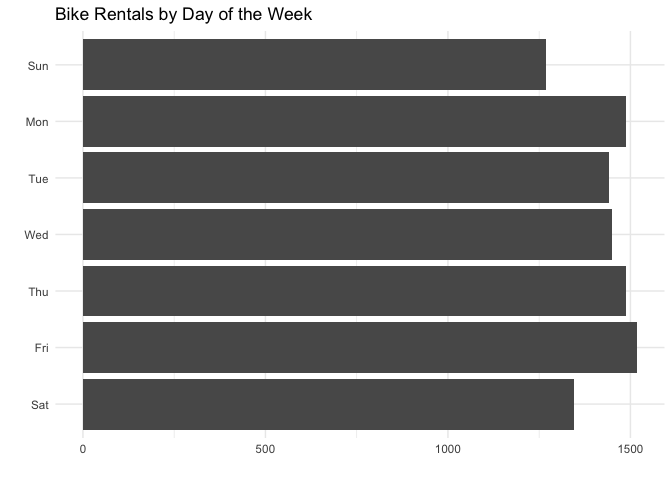 Bike Rentals by Day of the Week
Sun
Mon
Tue
Wed
Thu
Fri
Sat
0 500 1000 1500